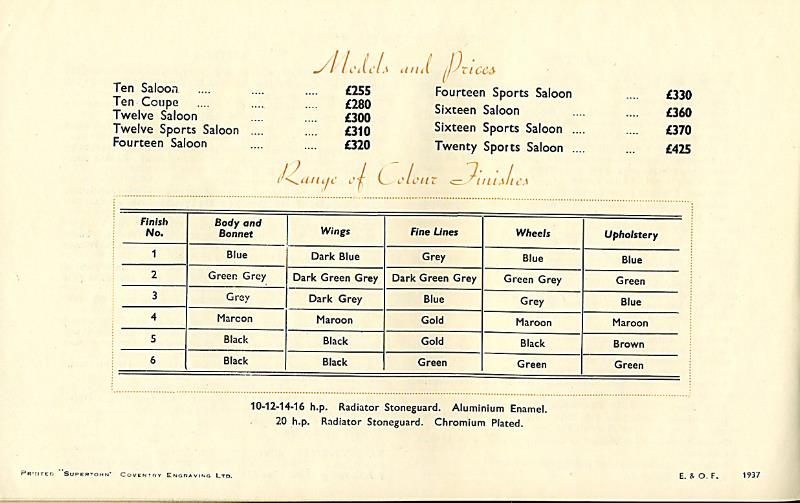 Models and Prices
Ten Saloon .... .... .... £255
Ten Coupe .... .... .... £280
Twelve Saloon .... .... £300
Twelve Sports Saloon .... .... £310
Fourteen Saloon .... .... £320
Fourteen Sports Saloon .... £330
Sixteen Saloon .... .... £360
Sixteen Sports Saloon .... .... £370
Twenty Sports Saloon .... ... £425
Range of Colour Finishes
Finish No. Body and Bonnet Wings Fine Lines Wheels Upholstery
1 Blue Dark Blue Grey Blue Blue
2 Green Grey Dark Green Grey Dark Green Grey Green Grey Green
3 Grey Dark Grey Blue Grey Blue
4 Maroon Maroon Gold Maroon Maroon
5 Black Black Gold Black Brown
6 Black Black Green Green Green
10-12-14-16 h.p. Radiator Stoneguard. Aluminium Enamel.
20 h.p. Radiator Stoneguard. Chromium Plated.
Printed "Supertohn" Coventry Engraving Ltd.
E. & O. F. 1937